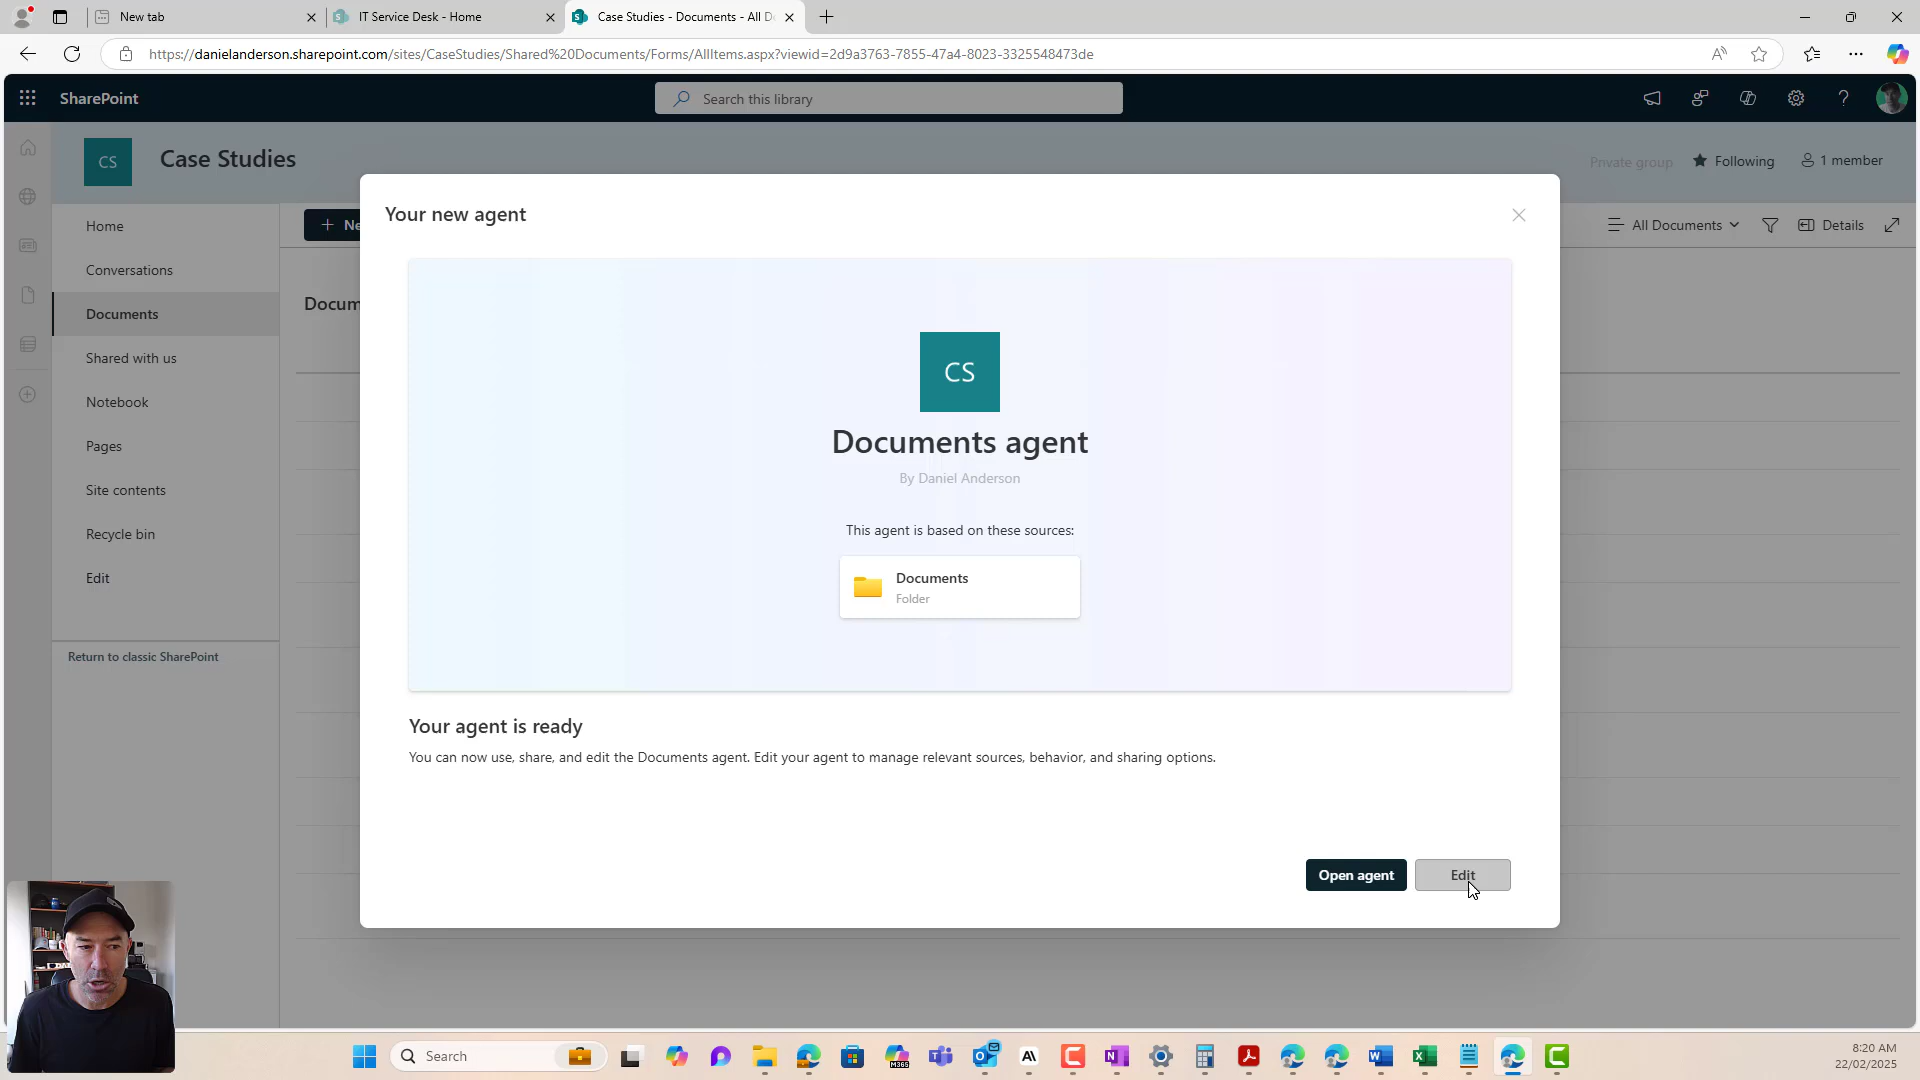 New tab
IT Service Desk - Home
Case Studies - Documents - All D
https://danielanderson.sharepoint.com/sites/CaseStudies/Shared%20Documents/Forms/AllItems.aspx?viewid=2d9a3763-7855-47a4-8023-3325548473de
SharePoint
Search this library
CS
Case Studies
Private group
Following
1 member
Home
Conversations
Documents
Shared with us
Notebook
Pages
Site contents
Recycle bin
Edit
Return to classic SharePoint
+ Ne
All Documents
Details
Docum
Your new agent
CS
Documents agent
By Daniel Anderson
This agent is based on these sources:
Documents
Folder
Your agent is ready
You can now use, share, and edit the Documents agent. Edit your agent to manage relevant sources, behavior, and sharing options.
Open agent
Edit
Search
M365
8:20 AM
22/02/2025